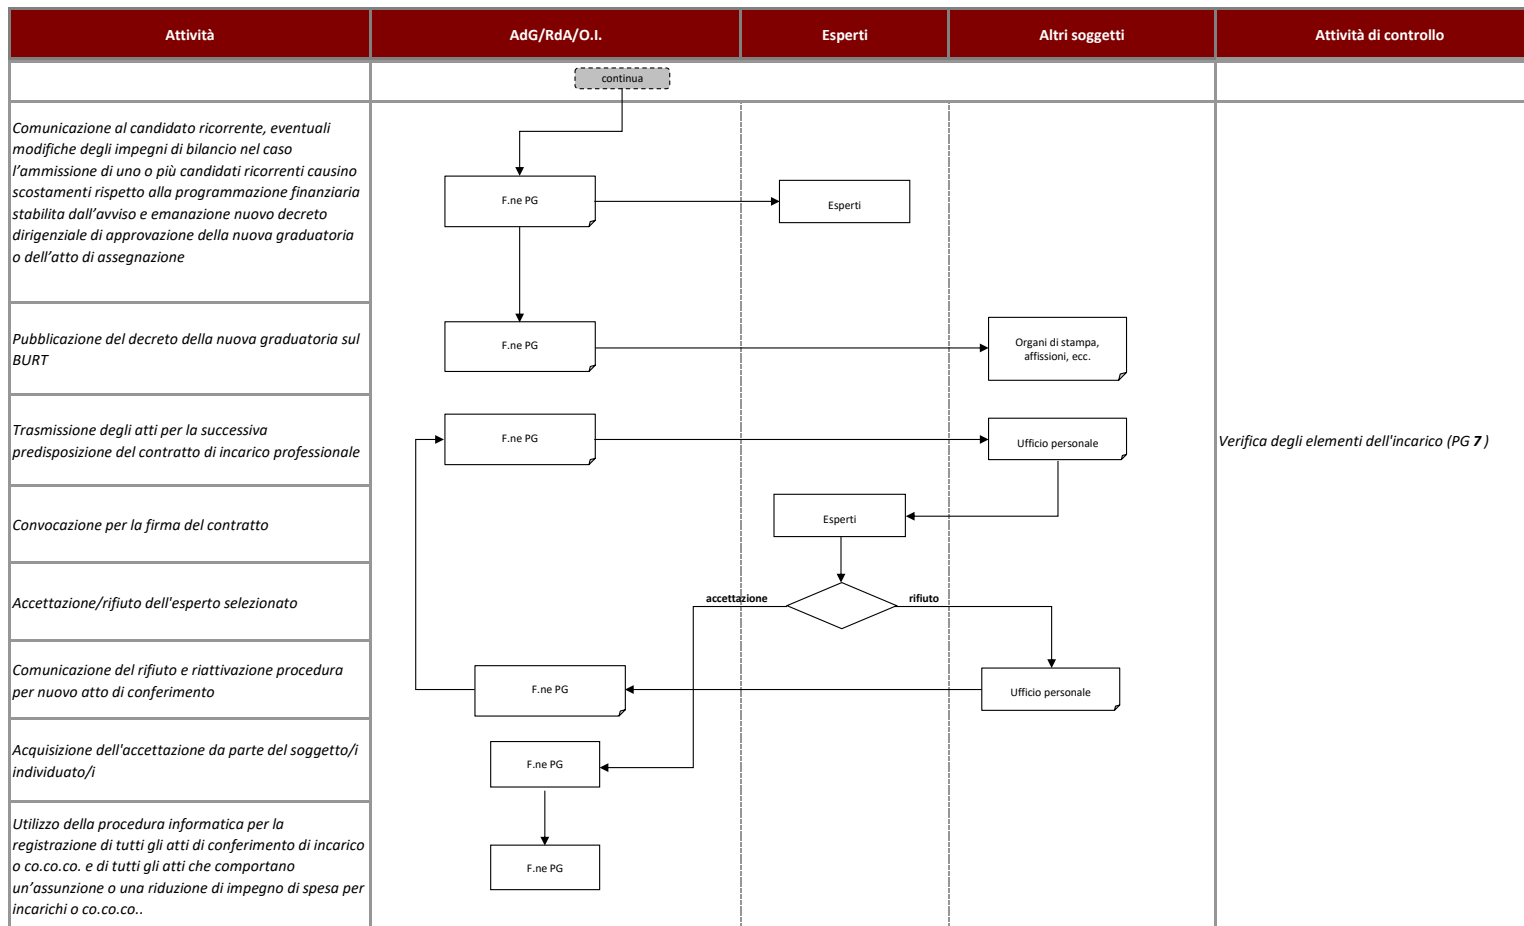 Attività
AdG/RdA/O.I.
Esperti
Altri soggetti
Attività di controllo
continua
Comunicazione al candidato ricorrente, eventuali
modifiche degli impegni di bilancio nel caso
l'ammissione di uno o più candidati ricorrenti causino
scostamenti rispetto alla programmazione finanziaria
stabilita dall'avviso e emanazione nuovo decreto
dirigenziale di approvazione della nuova graduatoria
o dell'atto di assegnazione
F.ne PG
Esperti
Pubblicazione del decreto della nuova graduatoria sul
BURT
F.ne PG
Organi di stampa,
affissioni, ecc.
Trasmissione degli atti per la successiva
predisposizione del contratto di incarico professionale
F.ne PG
Ufficio personale
Verifica degli elementi dell'incarico (PG 7 )
Convocazione per la firma del contratto
Esperti
Accettazione/rifiuto dell'esperto selezionato
accettazione
rifiuto
Comunicazione del rifiuto e riattivazione procedura
per nuovo atto di conferimento
F.ne PG
Ufficio personale
Acquisizione dell'accettazione da parte del soggetto/i
individuato/i
F.ne PG
Utilizzo della procedura informatica per la
registrazione di tutti gli atti di conferimento di incarico
o co.co.co. e di tutti gli atti che comportano
un'assunzione o una riduzione di impegno di spesa per
incarichi o co.co.co..
F.ne PG